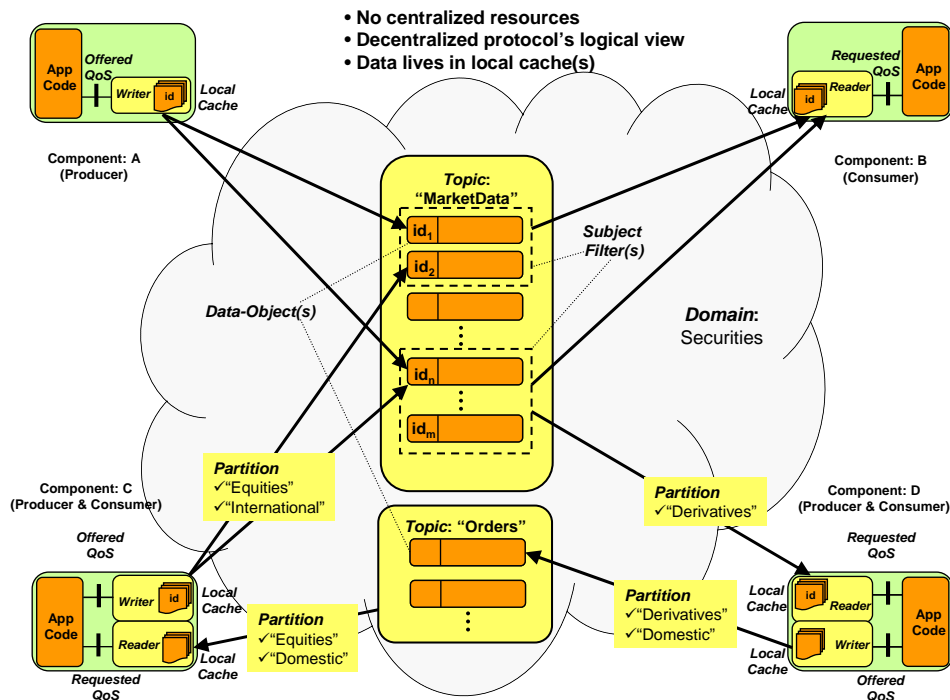 • No centralized resources
• Decentralized protocol's logical view
• Data lives in local cache(s)
App
Code
Offered
QoS
Writer
id
Local
Cache
Component: A
(Producer)
Requested
QoS
App
Code
Local
Cache
id
Reader
Component: B
(Consumer)
Topic:
"MarketData"
id1
id2
idn
idm
Subject
Filter(s)
Data-Object(s)
Domain:
Securities
Partition
✓"Equities"
✓"International"
Partition
✓"Derivatives"
Component: C
(Producer & Consumer)
Offered
QoS
App
Code
Writer
id
Local
Cache
Reader
Local
Cache
Requested
QoS
Topic: "Orders"
Partition
✓"Equities"
✓"Domestic"
Partition
✓"Derivatives"
✓"Domestic"
Component: D
(Producer & Consumer)
Requested
QoS
Local
Cache
id
Reader
App
Code
Writer
Local
Cache
Offered
QoS